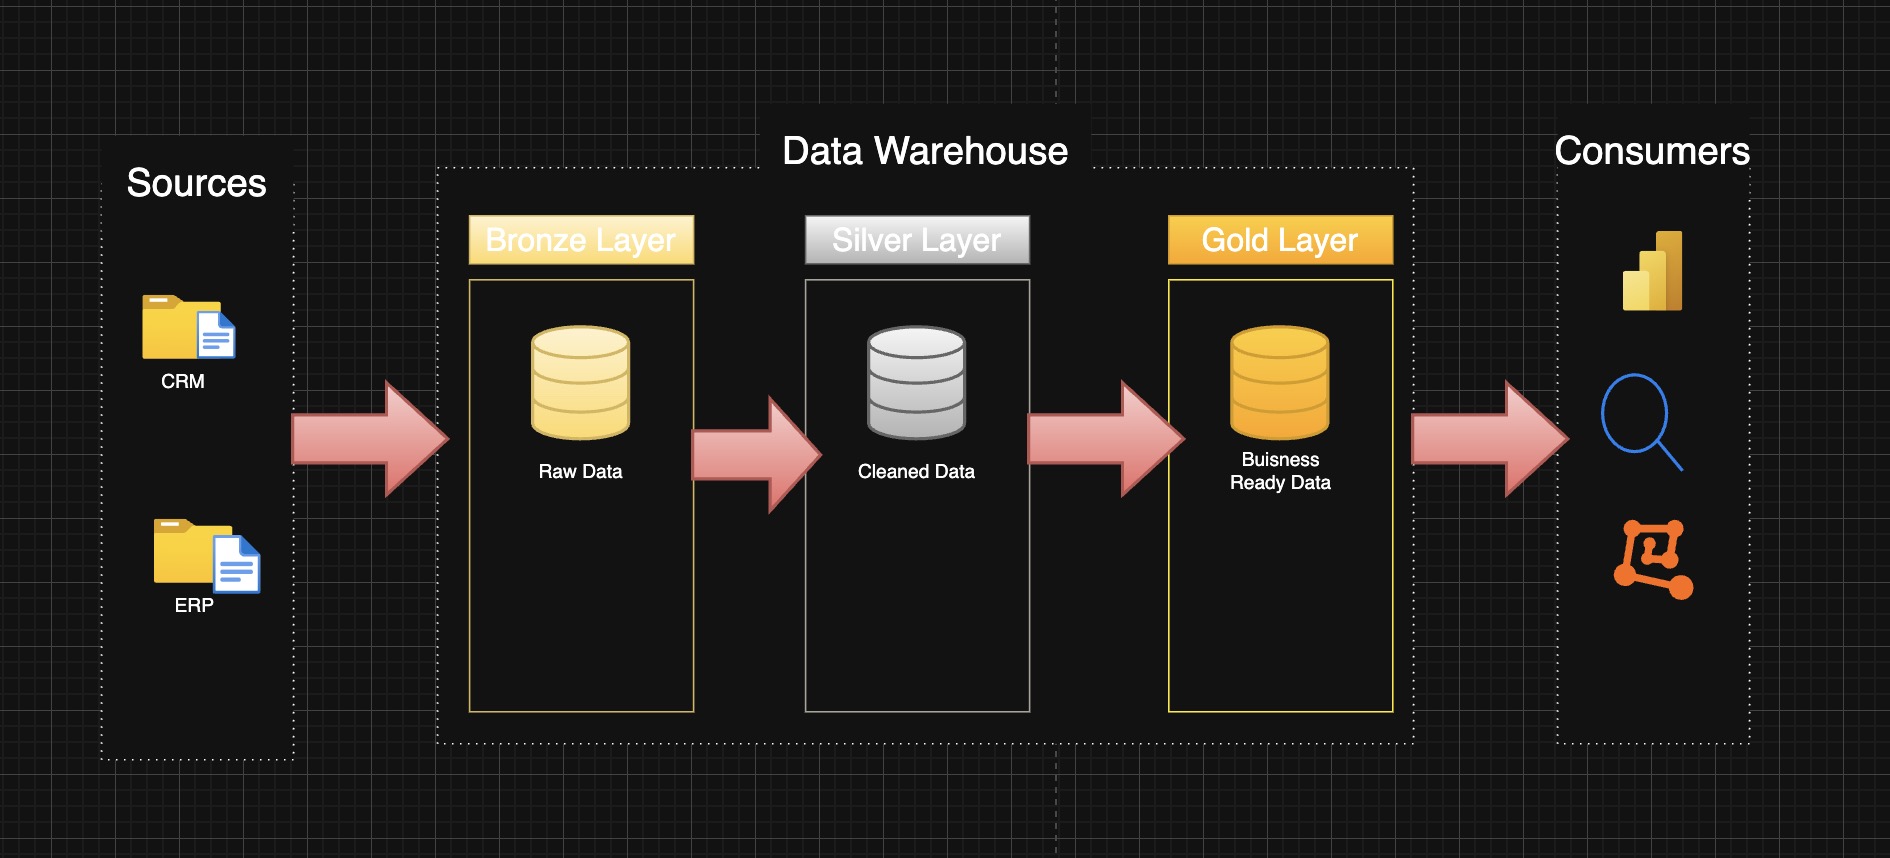 Data Warehouse
Consumers
Sources
Bronze Layer
Silver Layer
Gold Layer
CRM
Raw Data
Cleaned Data
Buisness
Ready Data
ERP